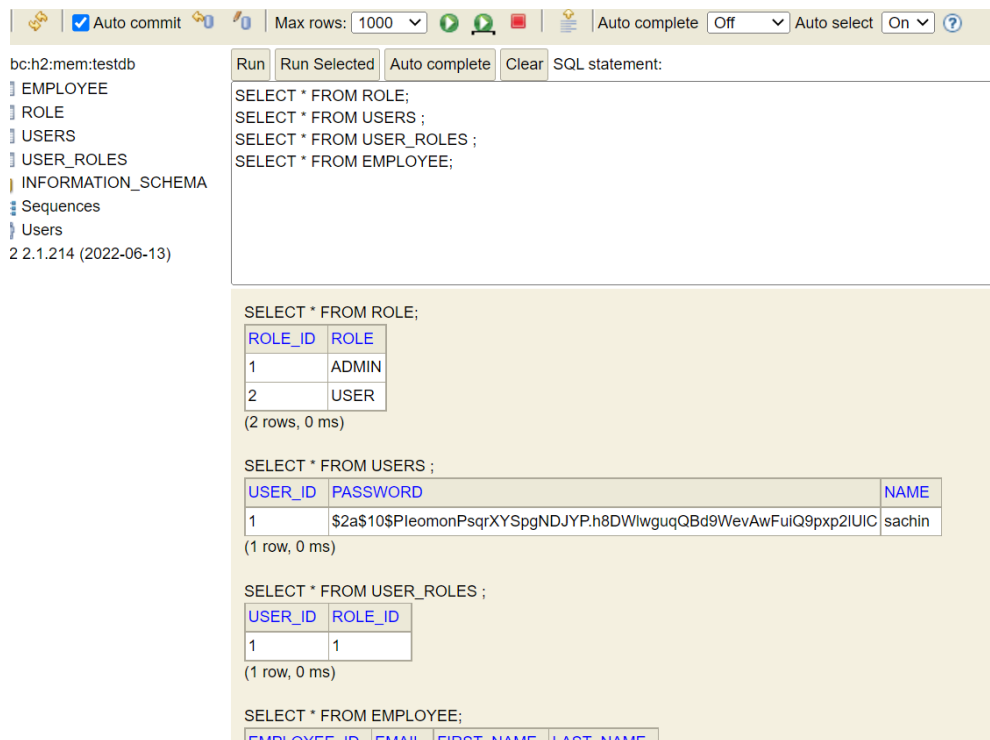 Auto commit Max rows: 1000 Auto complete Off Auto select On
bc:h2:mem:testdb
EMPLOYEE
ROLE
USERS
USER_ROLES
INFORMATION_SCHEMA
Sequences
Users
2 2.1.214 (2022-06-13)
Run Run Selected Auto complete Clear SQL statement:
SELECT * FROM ROLE;
SELECT * FROM USERS ;
SELECT * FROM USER_ROLES ;
SELECT * FROM EMPLOYEE;
SELECT * FROM ROLE;
ROLE_ID ROLE
1 ADMIN
2 USER
(2 rows, 0 ms)
SELECT * FROM USERS ;
USER_ID PASSWORD NAME
1 $2a$10$PIeomonPsqrXYSpgNDJYP.h8DWlwguqQBd9WevAwFuiQ9pxp2lUlC sachin
(1 row, 0 ms)
SELECT * FROM USER_ROLES ;
USER_ID ROLE_ID
1 1
(1 row, 0 ms)
SELECT * FROM EMPLOYEE;
EMPLOYEE_ID EMAIL FIRST_NAME LAST_NAME